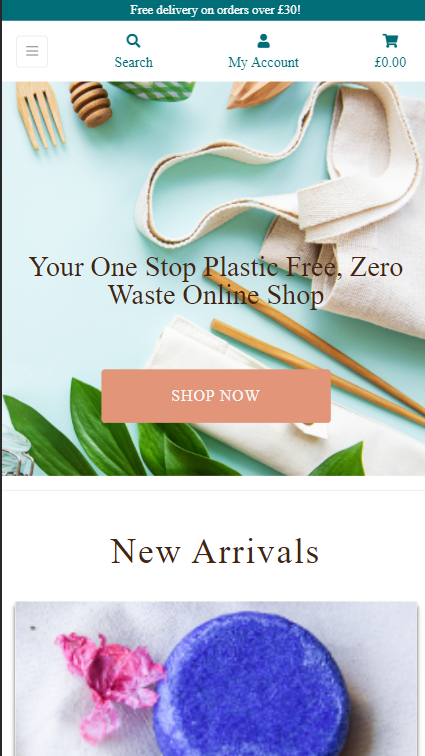 Free delivery on orders over £30!
Search
My Account
£0.00
Your One Stop Plastic Free, Zero
Waste Online Shop
SHOP NOW
New Arrivals